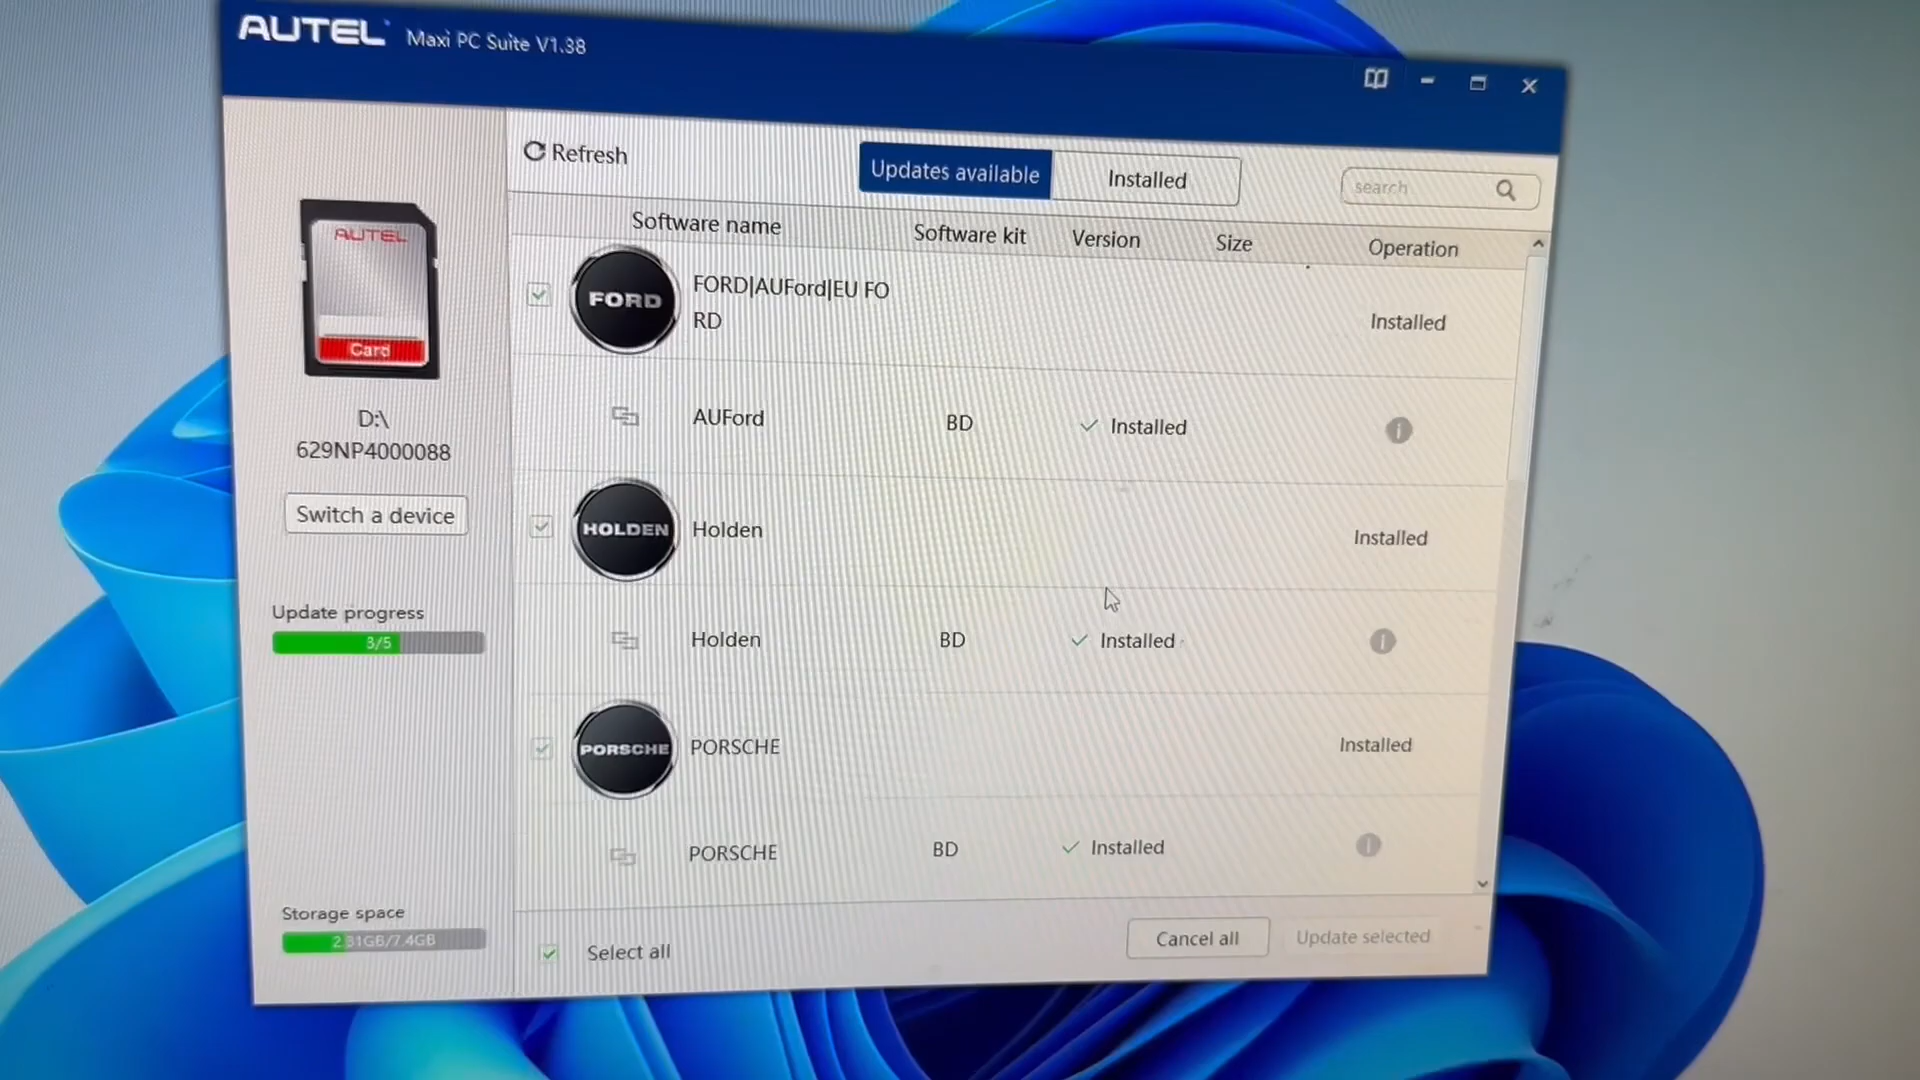 AUTEL Maxi PC Suite V1.38
Refresh
Updates available
Installed
search
Software name
Software kit
Version
Size
Operation
FORD
FORD|AUFord|EU FO
RD
Installed
AUFord
BD
Installed
HOLDEN
Holden
Installed
Holden
BD
Installed
PORSCHE
PORSCHE
Installed
PORSCHE
BD
Installed
Select all
Cancel all
Update selected
AUTEL
Card
D:\
629NP4000088
Switch a device
Update progress
3/5
Storage space
2.81GB/7.4GB